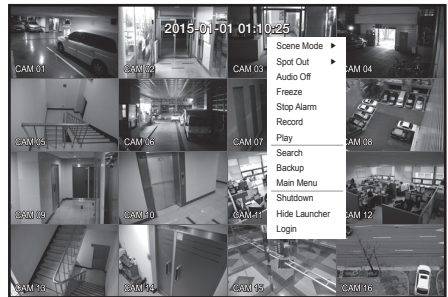 2015-01-01 01:10:25
CAM 01
CAM 02
CAM 03
CAM 04
Scene Mode ▶
Spot Out ▶
Audio Off
Freeze
Stop Alarm
Record
Play
Search
Backup
Main Menu
Shutdown
Hide Launcher
Login
CAM 05
CAM 06
CAM 07
CAM 08
CAM 09
CAM 10
CAM 11
CAM 12
CAM 13
CAM 14
CAM 15
CAM 16